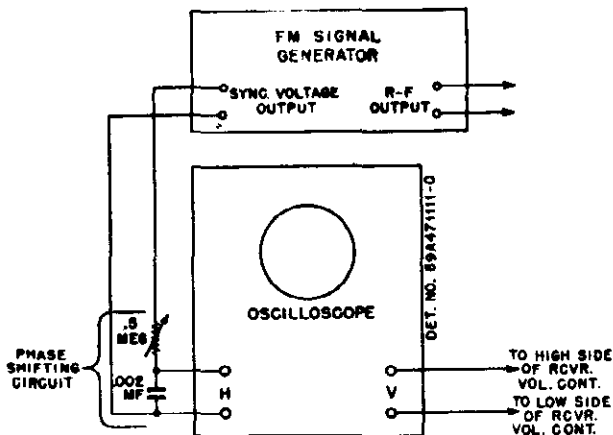 FM SIGNAL
GENERATOR
SYNC. VOLTAGE
OUTPUT
R-F
OUTPUT
DET. NO. 89A471111-0
OSCILLOSCOPE
.5
MEG
PHASE
SHIFTING
CIRCUIT
.002
MF
H
V
TO HIGH SIDE
OF RCVR.
VOL. CONT.
TO LOW SIDE
OF RCVR.
VOL. CONT.